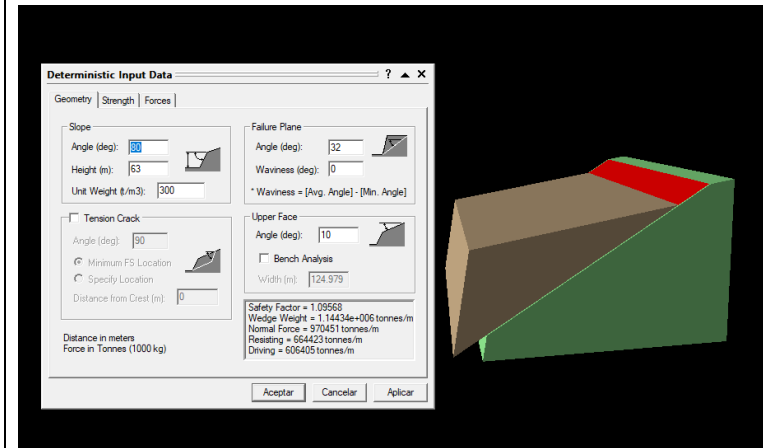 Deterministic Input Data ?
Geometry Strength Forces
Slope
Angle (deg): 80
Height (m): 63
Unit Weight (t/m3): 300
Failure Plane
Angle (deg): 32
Waviness (deg): 0
* Waviness = [Avg. Angle] - [Min. Angle]
Tension Crack
Angle (deg): 90
Minimum FS Location
Specify Location
Distance from Crest (m): 0
Upper Face
Angle (deg): 10
Bench Analysis
Width (m): 124.979
Safety Factor = 1.09568
Wedge Weight = 1.14434e+006 tonnes/m
Normal Force = 970451 tonnes/m
Resisting = 664423 tonnes/m
Driving = 606405 tonnes/m
Distance in meters
Force in Tonnes (1000 kg)
Aceptar Cancelar Aplicar